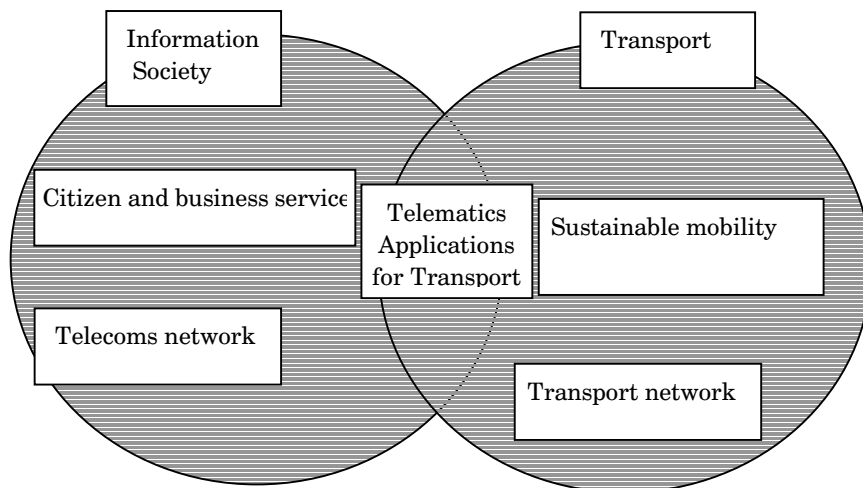 Information
Society
Transport
Citizen and business service
Telematics
Applications
for Transport
Sustainable mobility
Telecoms network
Transport network